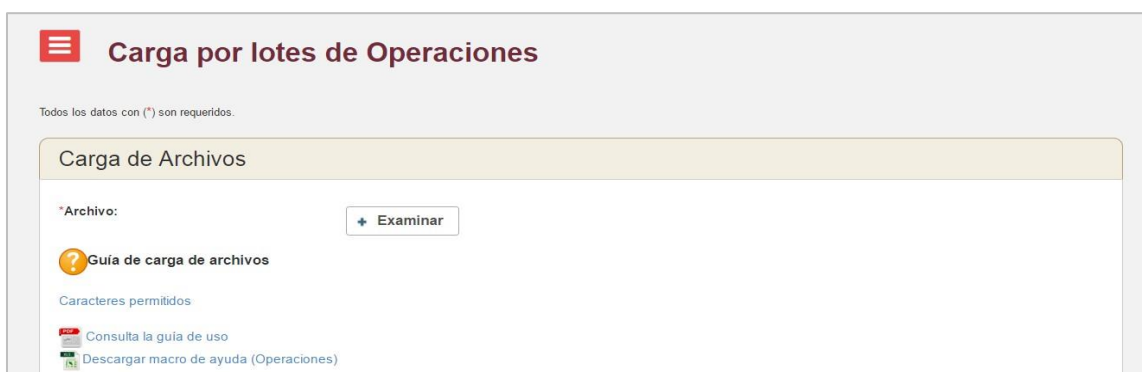 Carga por lotes de Operaciones
Todos los datos con (*) son requeridos.
Carga de Archivos
*Archivo:
+ Examinar
Guía de carga de archivos
Caracteres permitidos
PDF
Consulta la guía de uso
Descargar macro de ayuda (Operaciones)